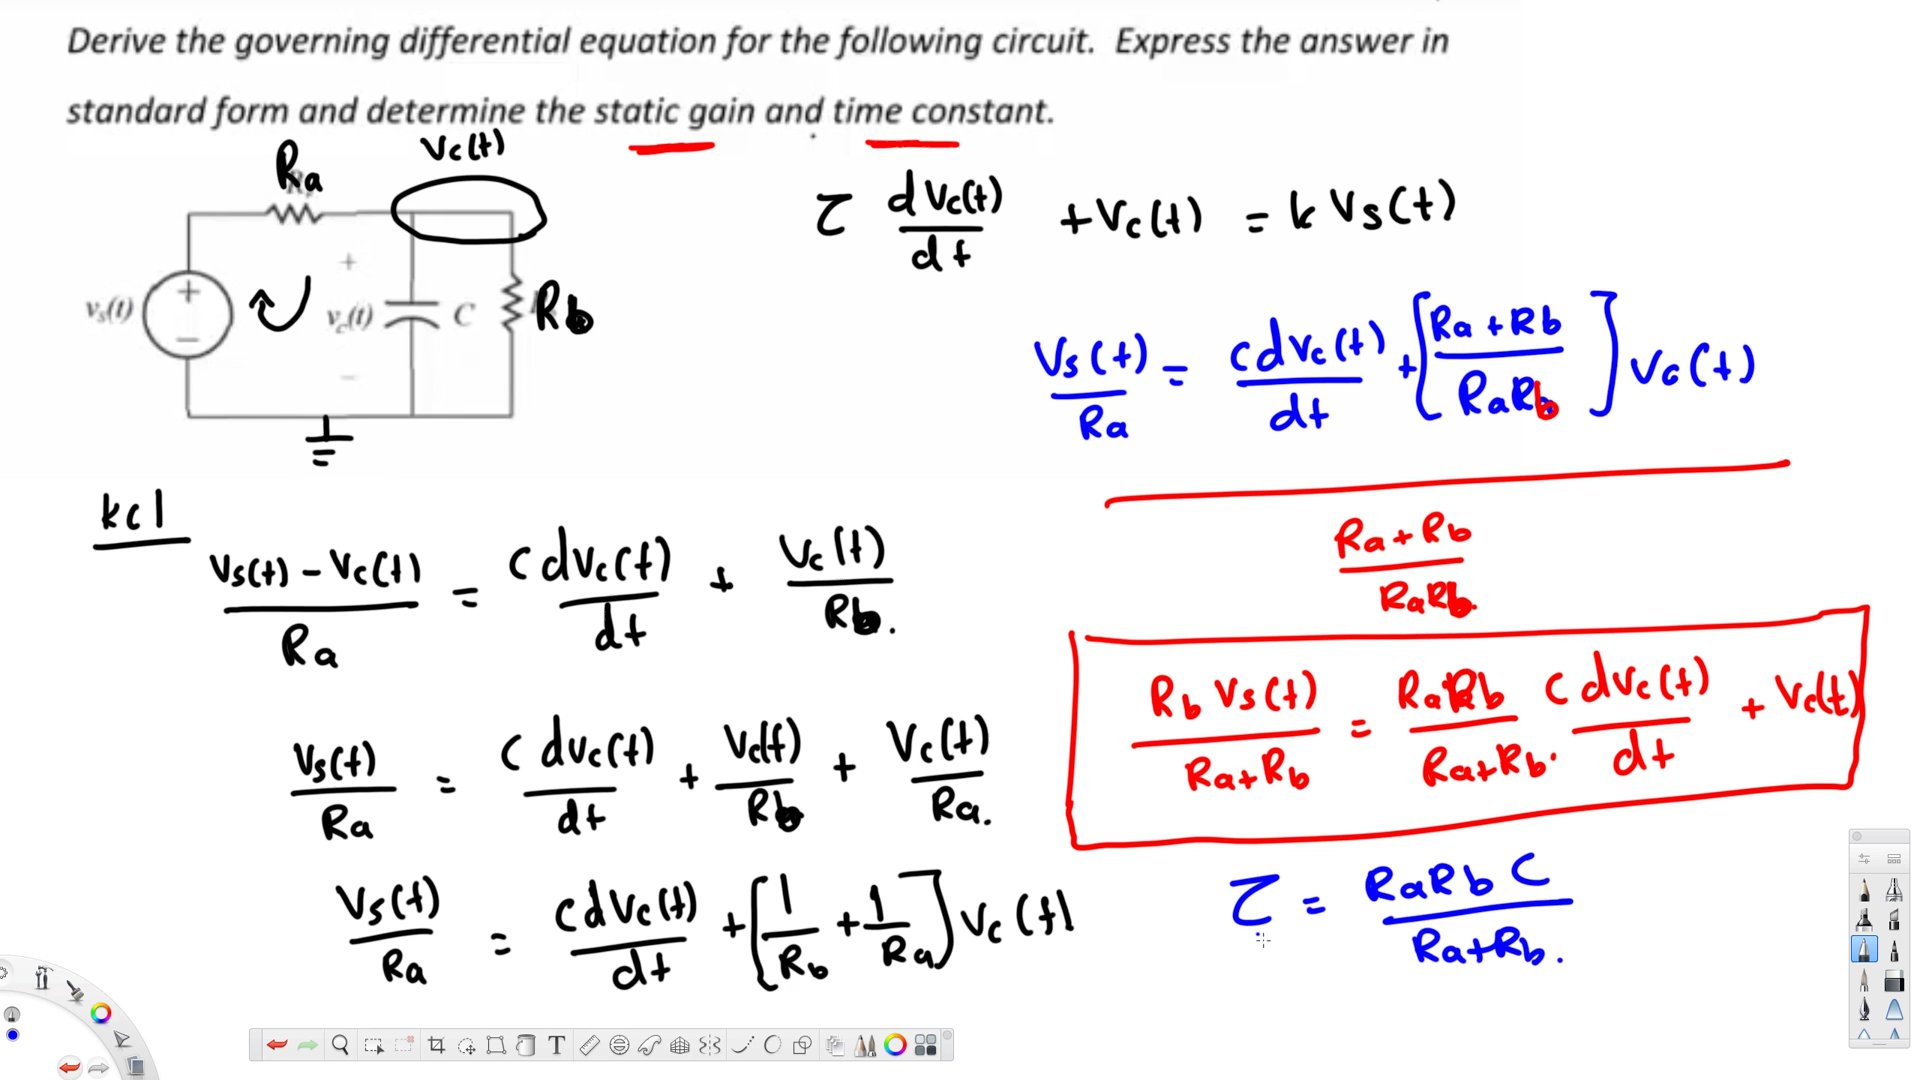 Derive the governing differential equation for the following circuit. Express the answer in
standard form and determine the static gain and time constant.
Vc(t)
Ra
τ dVc(t)/dt + Vc(t) = k Vs(t)
vs(t) + − + vc(t) − C Rb
Vs(t)/Ra = C dVc(t)/dt + [Ra+Rb / RaRb] Vc(t)
kcl
Ra+Rb / RaRb
Vs(t) − Vc(t) / Ra = C dVc(t)/dt + Vc(t)/Rb.
Rb Vs(t) / Ra+Rb = RaRb / Ra+Rb · C dVc(t)/dt + Vc(t)
Vs(t)/Ra = C dVc(t)/dt + Vc(t)/Rb + Vc(t)/Ra.
Vs(t)/Ra = C dVc(t)/dt + [1/Rb + 1/Ra] Vc(t)
τ = RaRb C / Ra+Rb.
T